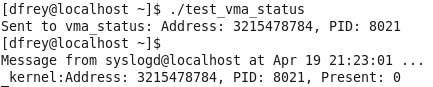 [dfrey@localhost ~]$ ./test_vma_status
Sent to vma_status: Address: 3215478784, PID: 8021
[dfrey@localhost ~]$
Message from syslogd@localhost at Apr 19 21:23:01 ...
_kernel:Address: 3215478784, PID: 8021, Present: 0